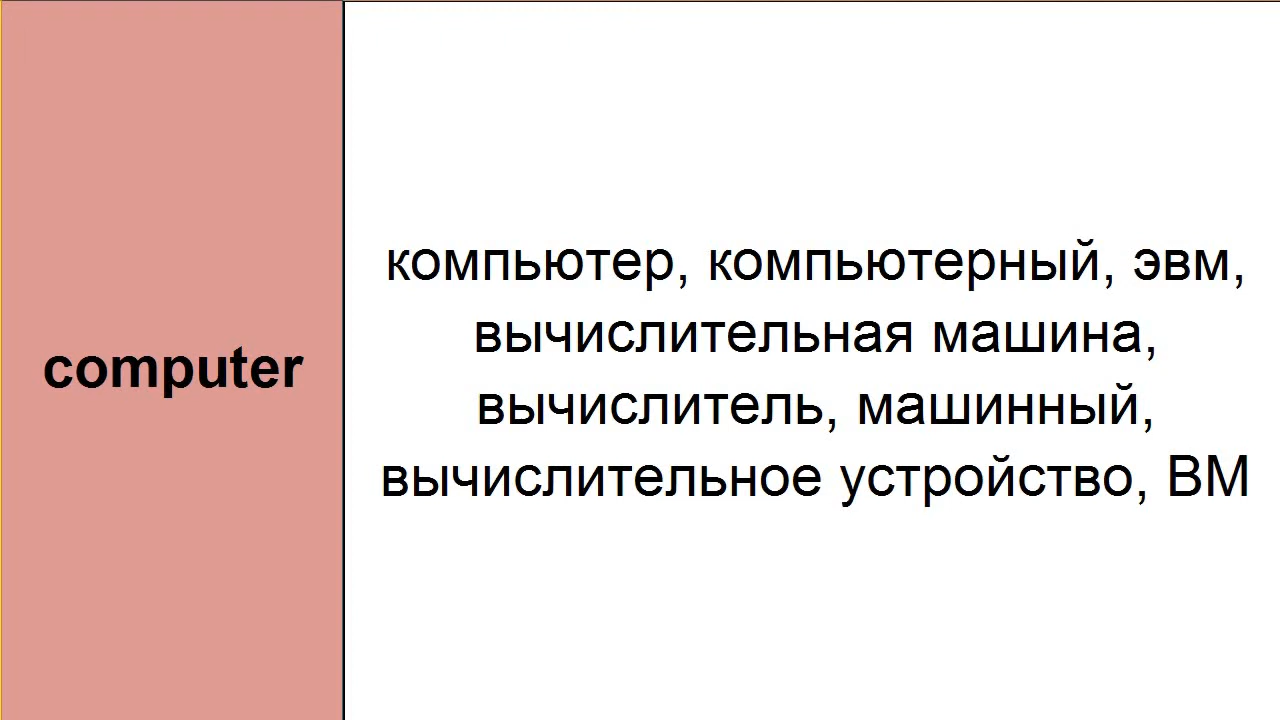 computer
компьютер, компьютерный, эвм,
вычислительная машина,
вычислитель, машинный,
вычислительное устройство, ВМ